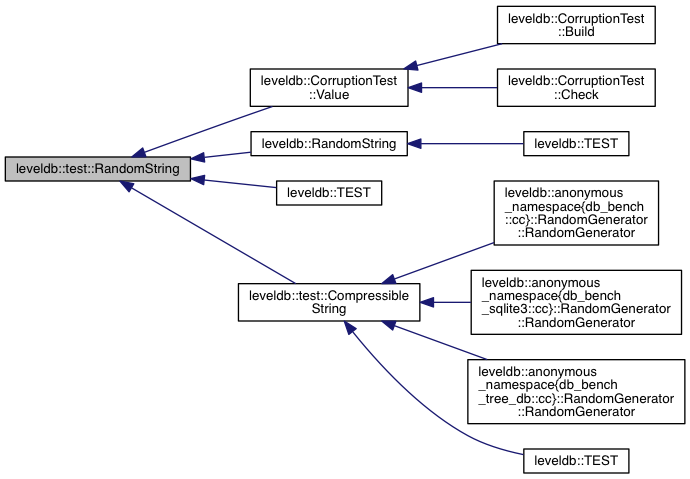 leveldb::CorruptionTest
::Build
leveldb::CorruptionTest
::Value
leveldb::CorruptionTest
::Check
leveldb::RandomString
leveldb::TEST
leveldb::test::RandomString
leveldb::TEST
leveldb::anonymous
_namespace{db_bench
::cc}::RandomGenerator
::RandomGenerator
leveldb::test::Compressible
String
leveldb::anonymous
_namespace{db_bench
_sqlite3::cc}::RandomGenerator
::RandomGenerator
leveldb::anonymous
_namespace{db_bench
_tree_db::cc}::RandomGenerator
::RandomGenerator
leveldb::TEST